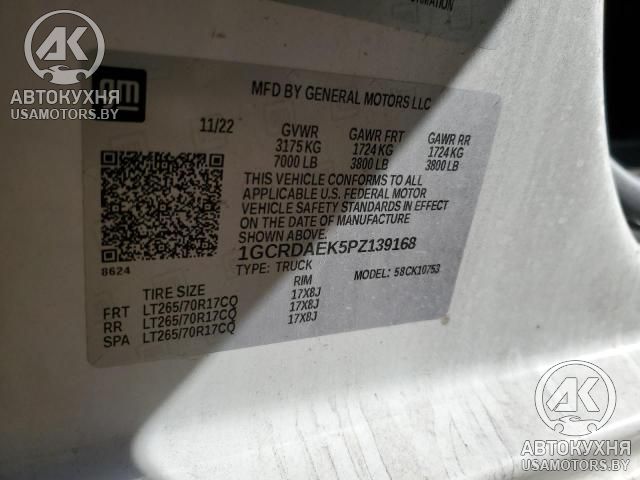 FORMATION
АВТОКУХНЯ
USAMOTORS.BY
gm
MFD BY GENERAL MOTORS LLC
11/22 GVWR GAWR FRT GAWR RR
3175 KG 1724 KG 1724 KG
7000 LB 3800 LB 3800 LB
THIS VEHICLE CONFORMS TO ALL
APPLICABLE U.S. FEDERAL MOTOR
VEHICLE SAFETY STANDARDS IN EFFECT
ON THE DATE OF MANUFACTURE
SHOWN ABOVE.
1GCRDAEK5PZ139168
8624 TYPE: TRUCK MODEL: 58CK10753
TIRE SIZE RIM
FRT LT265/70R17CQ 17X8J
RR LT265/70R17CQ 17X8J
SPA LT265/70R17CQ 17X8J
АК
АВТОКУХНЯ
USAMOTORS.BY